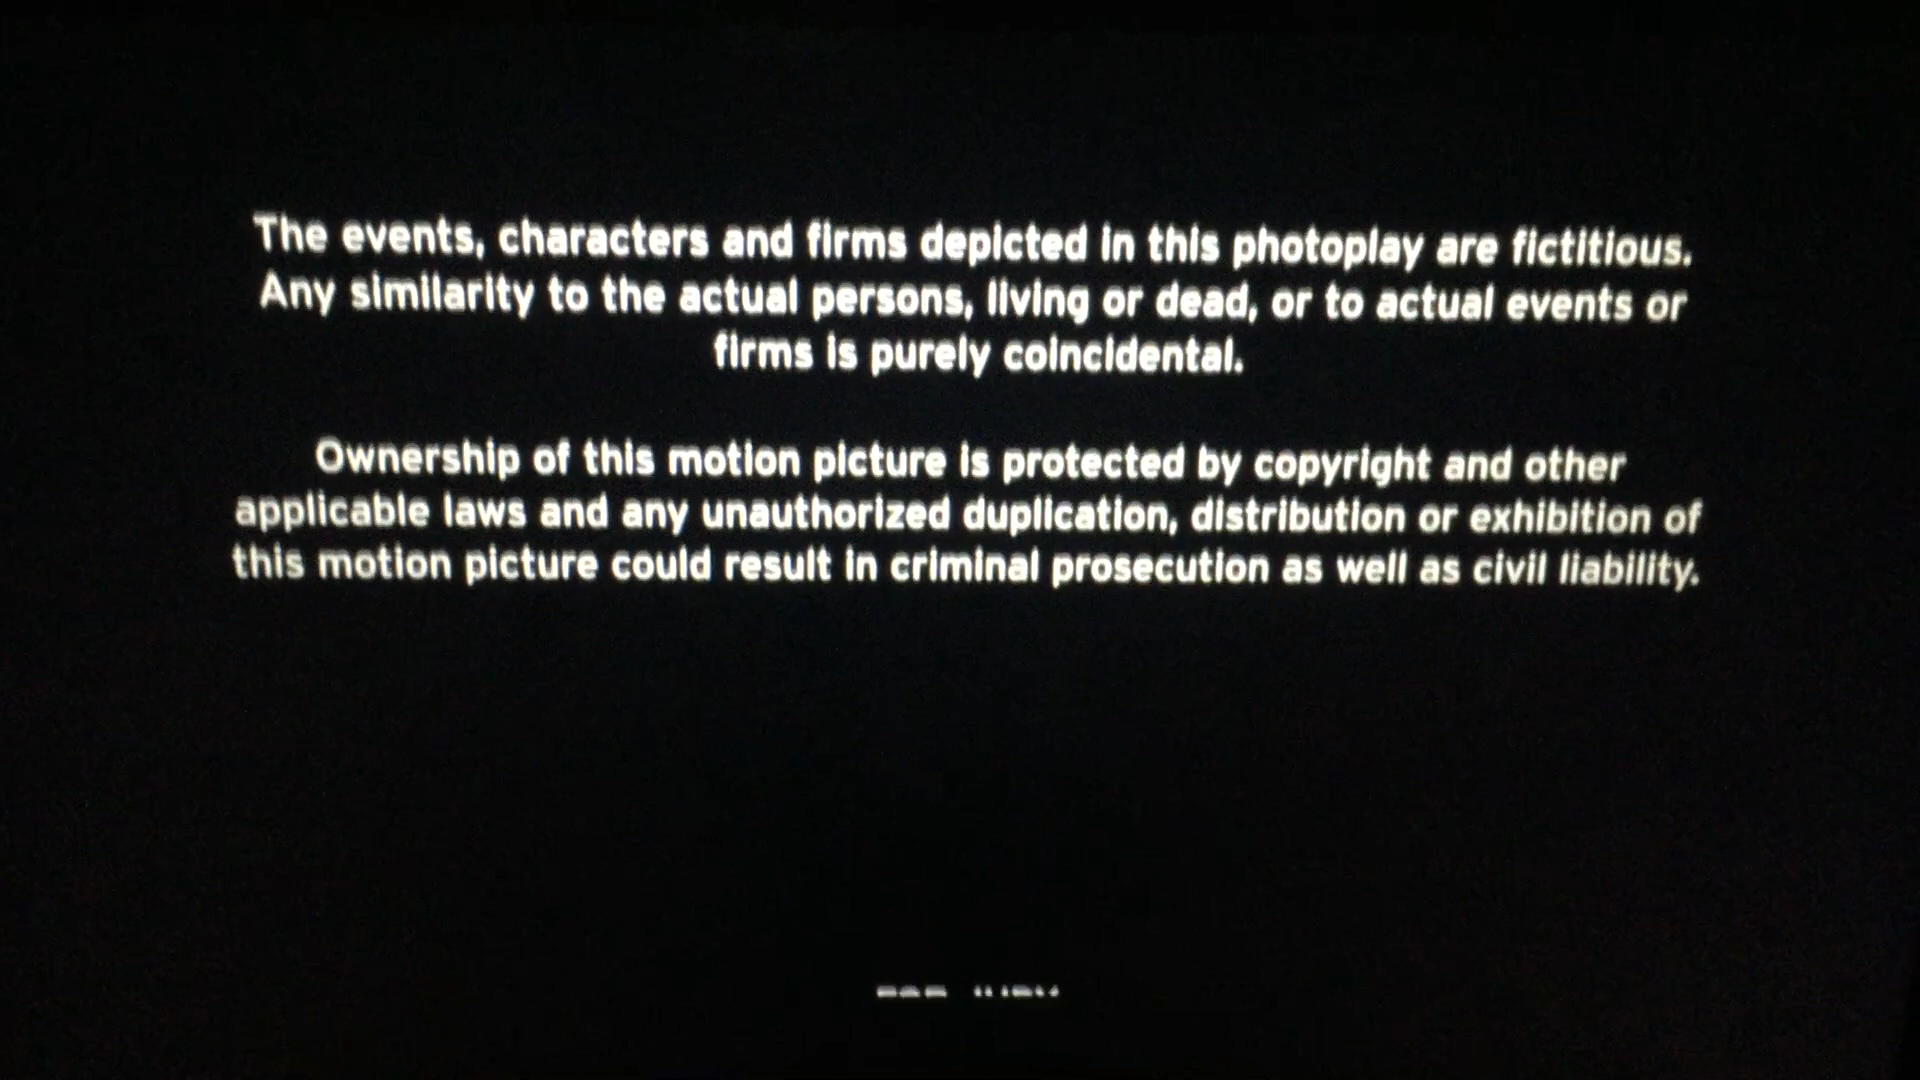 The events, characters and firms depicted in this photoplay are fictitious.
Any similarity to the actual persons, living or dead, or to actual events or
firms is purely coincidental.
Ownership of this motion picture is protected by copyright and other
applicable laws and any unauthorized duplication, distribution or exhibition of
this motion picture could result in criminal prosecution as well as civil liability.